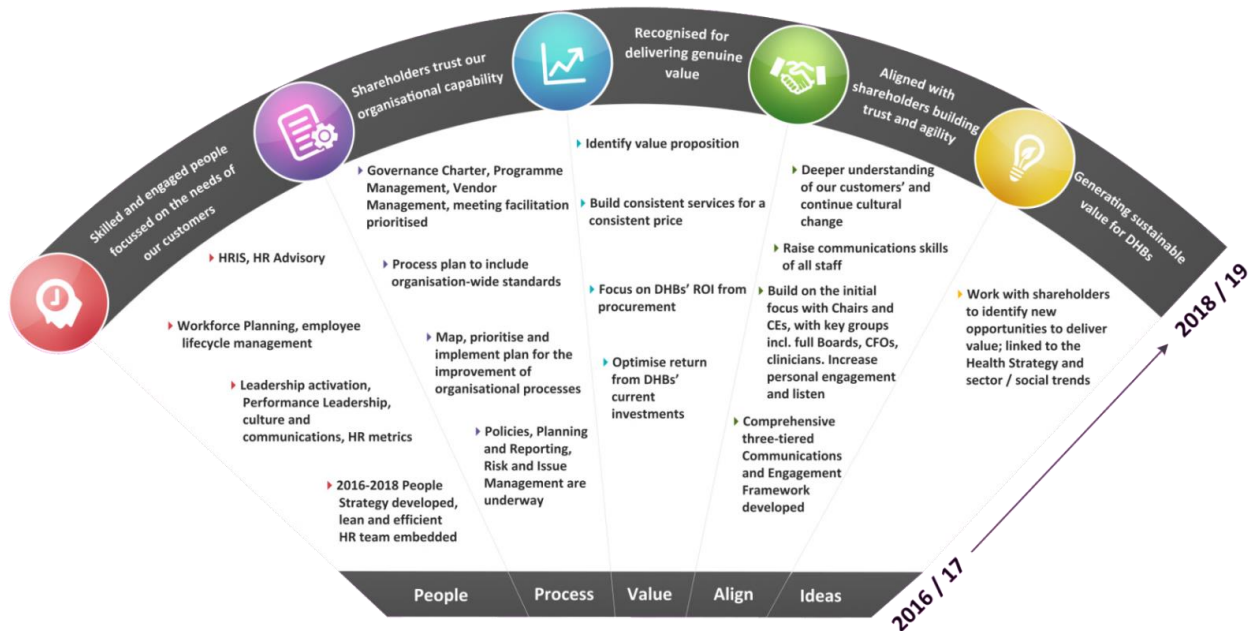 Skilled and engaged people
focussed on the needs of
our customers
Shareholders trust our
organisational capability
Recognised for
delivering genuine
value
Aligned with
shareholders building
trust and agility
Generating sustainable
value for DHBs
HRIS, HR Advisory
Workforce Planning, employee
lifecycle management
Leadership activation,
Performance Leadership,
culture and
communications, HR metrics
2016-2018 People
Strategy developed,
lean and efficient
HR team embedded
Governance Charter, Programme
Management, Vendor
Management, meeting facilitation
prioritised
Process plan to include
organisation-wide standards
Map, prioritise and
implement plan for the
improvement of
organisational processes
Policies, Planning
and Reporting,
Risk and Issue
Management are
underway
Identify value proposition
Build consistent services for a
consistent price
Focus on DHBs' ROI from
procurement
Optimise return
from DHBs'
current
investments
Deeper understanding
of our customers' and
continue cultural
change
Raise communications skills
of all staff
Build on the initial
focus with Chairs and
CEs, with key groups
incl. full Boards, CFOs,
clinicians. Increase
personal engagement
and listen
Comprehensive
three-tiered
Communications
and Engagement
Framework
developed
Work with shareholders
to identify new
opportunities to deliver
value; linked to the
Health Strategy and
sector / social trends
People
Process
Value
Align
Ideas
2016 / 17
2018 / 19